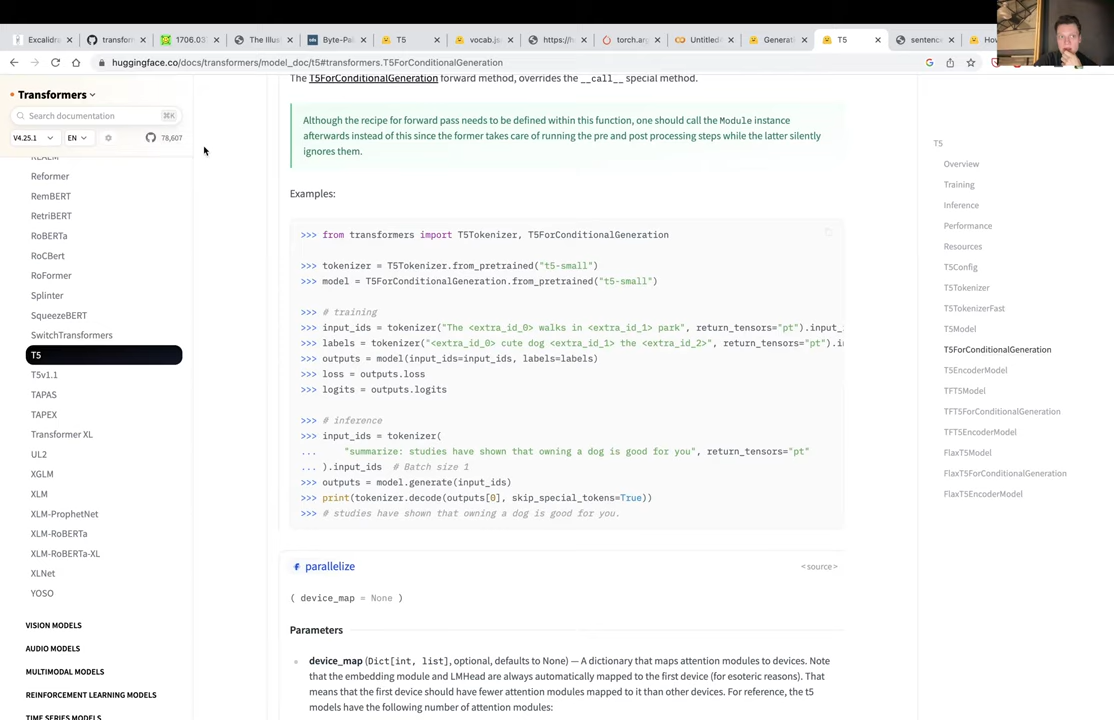 Excalidra
transform
1706.03
The Illus
Byte-Pai
T5
vocab.js
https://h
torch.arg
Untitled
Generati
T5
sentence
How
huggingface.co/docs/transformers/model_doc/t5#transformers.T5ForConditionalGeneration
Transformers
Search documentation ⌘K
V4.25.1 EN 78,607
REALM
Reformer
RemBERT
RetriBERT
RoBERTa
RoCBert
RoFormer
Splinter
SqueezeBERT
SwitchTransformers
T5
T5v1.1
TAPAS
TAPEX
Transformer XL
UL2
XGLM
XLM
XLM-ProphetNet
XLM-RoBERTa
XLM-RoBERTa-XL
XLNet
YOSO
VISION MODELS
AUDIO MODELS
MULTIMODAL MODELS
REINFORCEMENT LEARNING MODELS
TIME SERIES MODELS
The T5ForConditionalGeneration forward method, overrides the __call__ special method.
Although the recipe for forward pass needs to be defined within this function, one should call the Module instance
afterwards instead of this since the former takes care of running the pre and post processing steps while the latter silently
ignores them.
Examples:
>>> from transformers import T5Tokenizer, T5ForConditionalGeneration
>>> tokenizer = T5Tokenizer.from_pretrained("t5-small")
>>> model = T5ForConditionalGeneration.from_pretrained("t5-small")
>>> # training
>>> input_ids = tokenizer("The <extra_id_0> walks in <extra_id_1> park", return_tensors="pt").input_
>>> labels = tokenizer("<extra_id_0> cute dog <extra_id_1> the <extra_id_2>", return_tensors="pt").i
>>> outputs = model(input_ids=input_ids, labels=labels)
>>> loss = outputs.loss
>>> logits = outputs.logits
>>> # inference
>>> input_ids = tokenizer(
... "summarize: studies have shown that owning a dog is good for you", return_tensors="pt"
... ).input_ids # Batch size 1
>>> outputs = model.generate(input_ids)
>>> print(tokenizer.decode(outputs[0], skip_special_tokens=True))
>>> # studies have shown that owning a dog is good for you.
parallelize
<source>
( device_map = None )
Parameters
device_map (Dict[int, list], optional, defaults to None) — A dictionary that maps attention modules to devices. Note
that the embedding module and LMHead are always automatically mapped to the first device (for esoteric reasons). That
means that the first device should have fewer attention modules mapped to it than other devices. For reference, the t5
models have the following number of attention modules:
T5
Overview
Training
Inference
Performance
Resources
T5Config
T5Tokenizer
T5TokenizerFast
T5Model
T5ForConditionalGeneration
T5EncoderModel
TFT5Model
TFT5ForConditionalGeneration
TFT5EncoderModel
FlaxT5Model
FlaxT5ForConditionalGeneration
FlaxT5EncoderModel